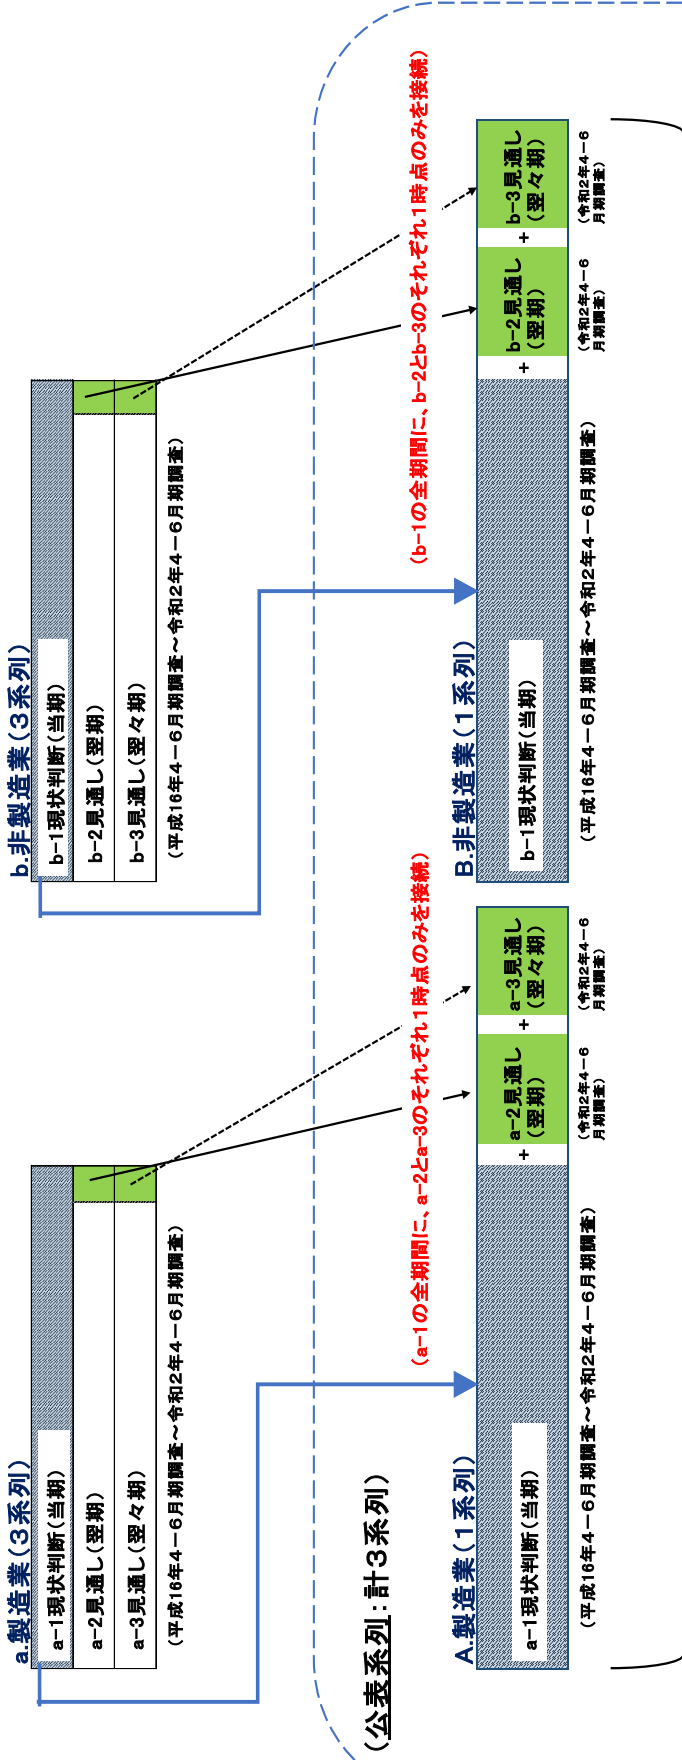 a.製造業(3系列)
a-1現状判断(当期)
a-2見通し(翌期)
a-3見通し(翌々期)
(平成16年4-6月期調査~令和2年4-6月期調査)
b.非製造業(3系列)
b-1現状判断(当期)
b-2見通し(翌期)
b-3見通し(翌々期)
(平成16年4-6月期調査~令和2年4-6月期調査)
(公表系列:計3系列)
(a-1の全期間に、a-2とa-3のそれぞれ1時点のみを接続)
(b-1の全期間に、b-2とb-3のそれぞれ1時点のみを接続)
A.製造業(1系列)
a-1現状判断(当期)
+
a-2見通し
(翌期)
+
a-3見通し
(翌々期)
(平成16年4-6月期調査~令和2年4-6月期調査)
(令和2年4-6
月期調査)
(令和2年4-6
月期調査)
B.非製造業(1系列)
b-1現状判断(当期)
+
b-2見通し
(翌期)
+
b-3見通し
(翌々期)
(平成16年4-6月期調査~令和2年4-6月期調査)
(令和2年4-6
月期調査)
(令和2年4-6
月期調査)